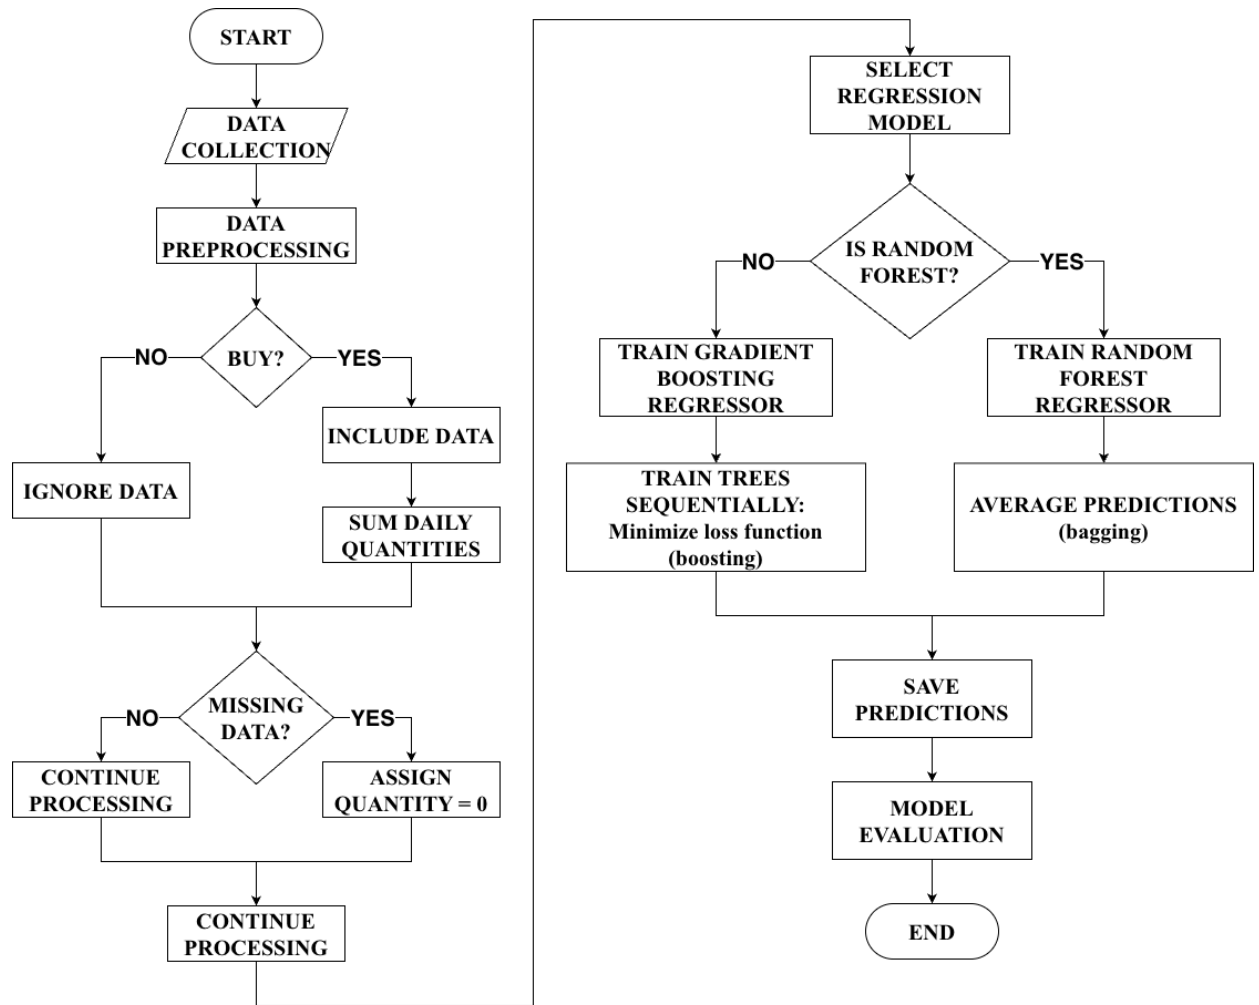 START
DATA
COLLECTION
DATA
PREPROCESSING
BUY?
NO
YES
INCLUDE DATA
IGNORE DATA
SUM DAILY
QUANTITIES
MISSING
DATA?
NO
YES
CONTINUE
PROCESSING
ASSIGN
QUANTITY = 0
CONTINUE
PROCESSING
SELECT
REGRESSION
MODEL
IS RANDOM
FOREST?
NO
YES
TRAIN GRADIENT
BOOSTING
REGRESSOR
TRAIN RANDOM
FOREST
REGRESSOR
TRAIN TREES
SEQUENTIALLY:
Minimize loss function
(boosting)
AVERAGE PREDICTIONS
(bagging)
SAVE
PREDICTIONS
MODEL
EVALUATION
END